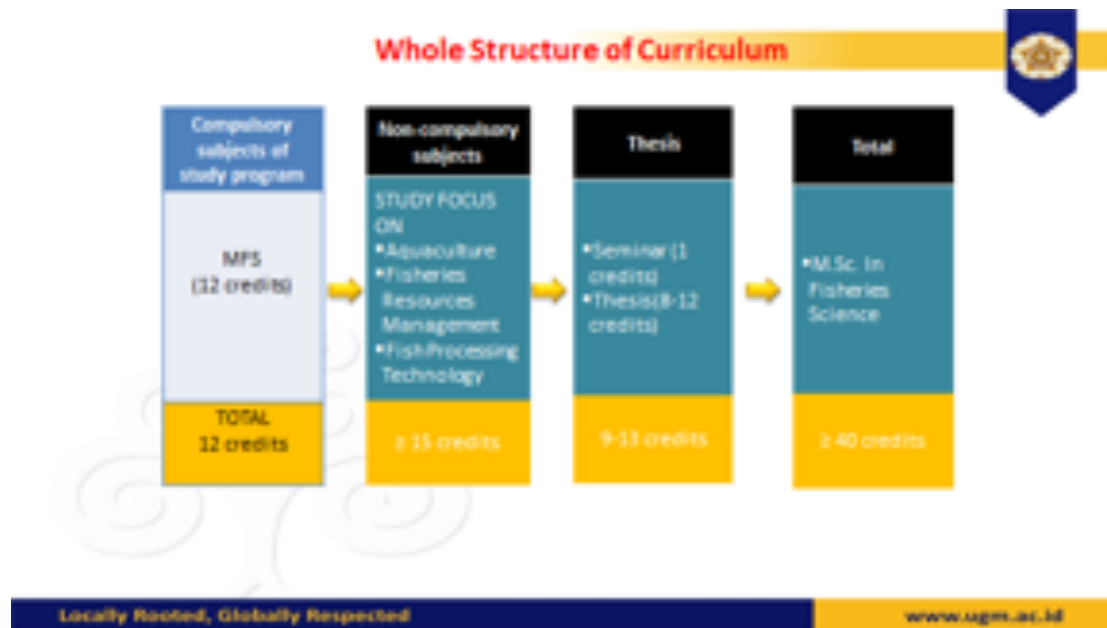 Whole Structure of Curriculum
Compulsory
subjects of
study program
MFS
(12 credits)
TOTAL
12 credits
Non-compulsory
subjects
STUDY FOCUS
ON
▪Aquaculture
▪Fisheries
Resources
Management
▪Fish Processing
Technology
≥ 15 credits
Thesis
▪Seminar (1
credits)
▪Thesis(8-12
credits)
9-13 credits
Total
▪M.Sc. In
Fisheries
Science
≥ 40 credits
Locally Rooted, Globally Respected
www.ugm.ac.id